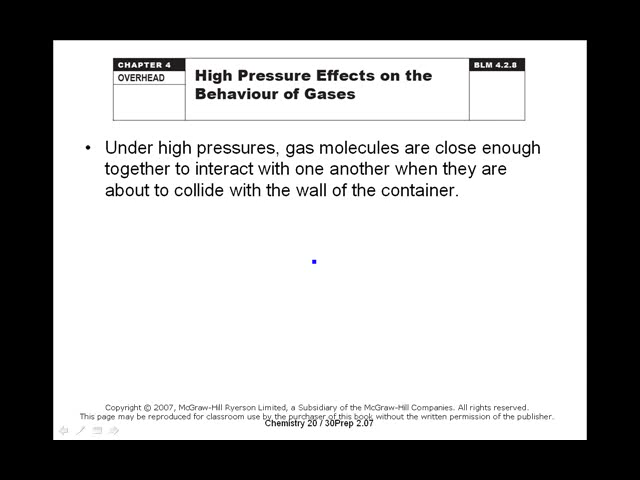 CHAPTER 4
OVERHEAD
High Pressure Effects on the
Behaviour of Gases
BLM 4.2.8
• Under high pressures, gas molecules are close enough
together to interact with one another when they are
about to collide with the wall of the container.
Copyright © 2007, McGraw-Hill Ryerson Limited, a Subsidiary of the McGraw-Hill Companies. All rights reserved.
This page may be reproduced for classroom use by the purchaser of this book without the written permission of the publisher.
Chemistry 20 / 30Prep 2.07